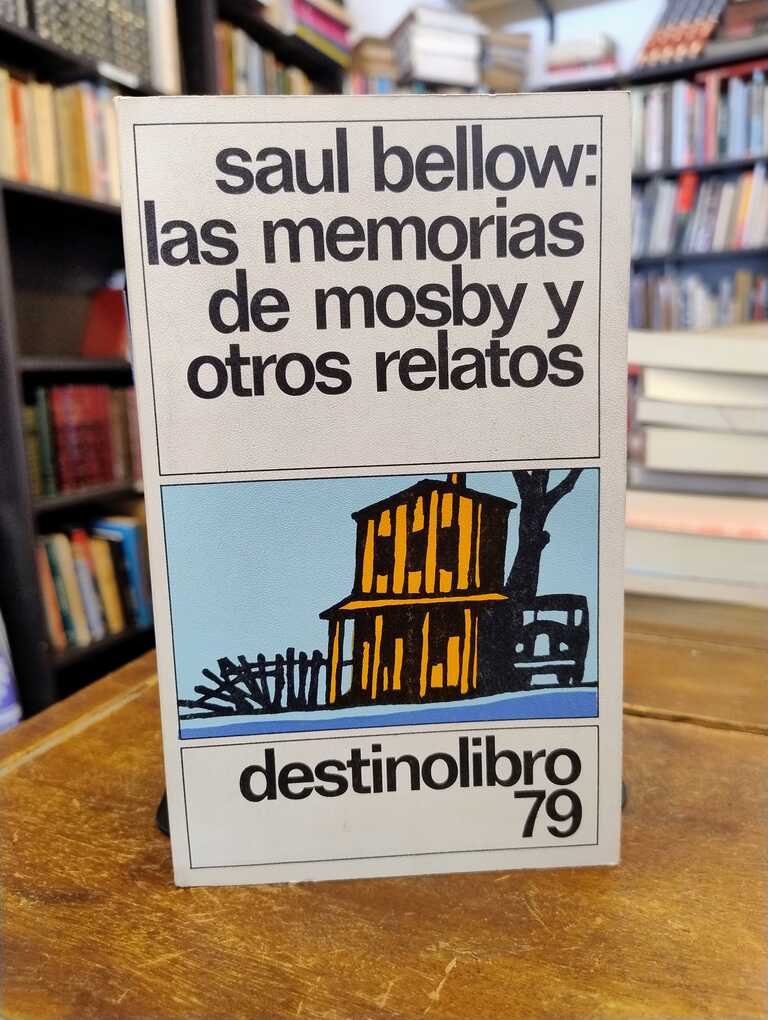 saul bellow:
las memorias
de mosby y
otros relatos
destinolibro
79